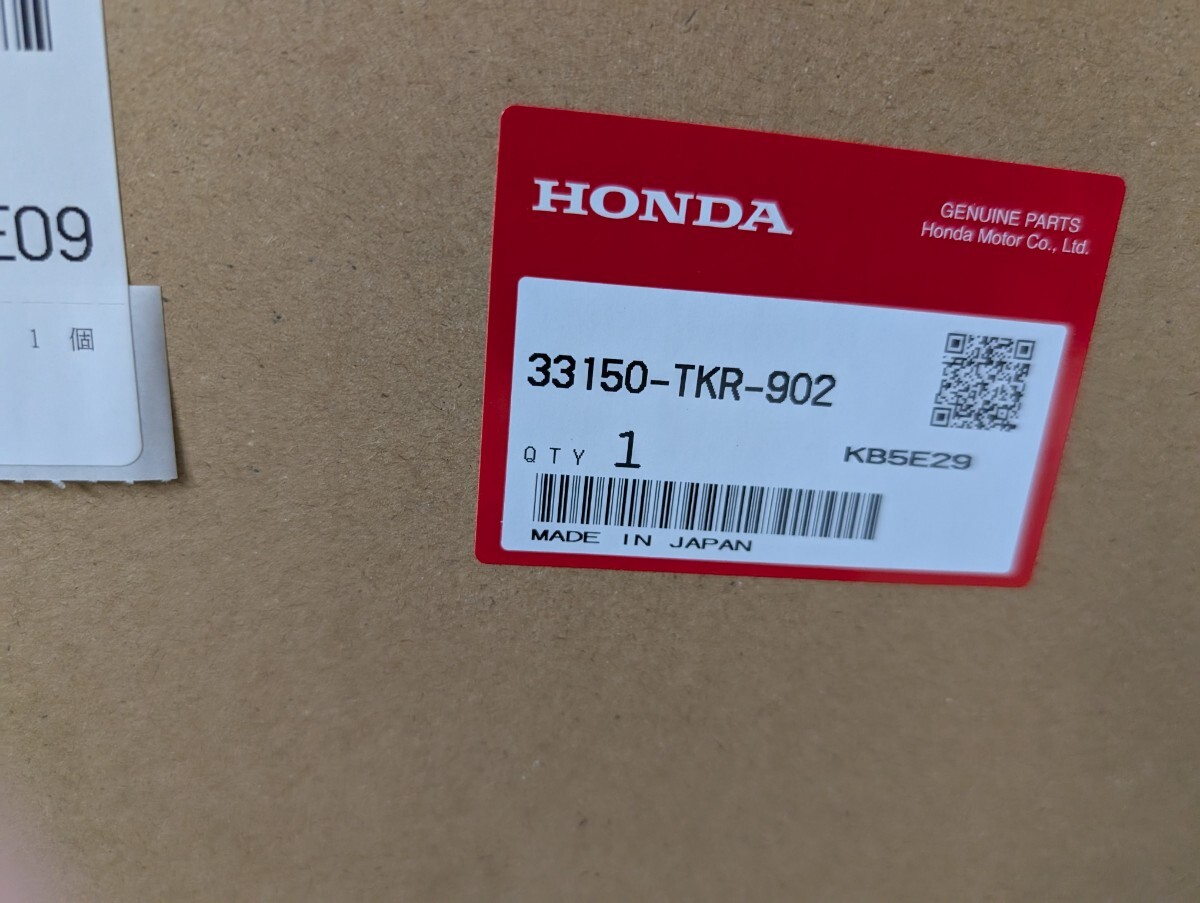 E09
1 個
HONDA
GENUINE PARTS
Honda Motor Co., Ltd.
33150-TKR-902
QTY 1
KB5E29
MADE IN JAPAN